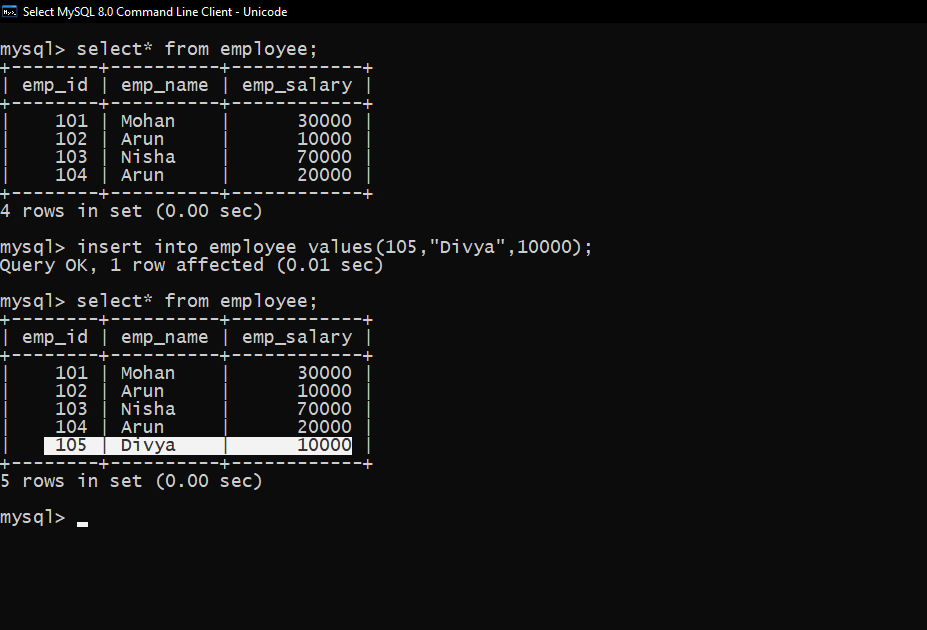 Select MySQL 8.0 Command Line Client - Unicode
mysql> select* from employee;
+--------+----------+------------+
| emp_id | emp_name | emp_salary |
+--------+----------+------------+
|    101 | Mohan    |      30000 |
|    102 | Arun     |      10000 |
|    103 | Nisha    |      70000 |
|    104 | Arun     |      20000 |
+--------+----------+------------+
4 rows in set (0.00 sec)
mysql> insert into employee values(105,"Divya",10000);
Query OK, 1 row affected (0.01 sec)
mysql> select* from employee;
+--------+----------+------------+
| emp_id | emp_name | emp_salary |
+--------+----------+------------+
|    101 | Mohan    |      30000 |
|    102 | Arun     |      10000 |
|    103 | Nisha    |      70000 |
|    104 | Arun     |      20000 |
|    105 | Divya    |      10000 |
+--------+----------+------------+
5 rows in set (0.00 sec)
mysql>